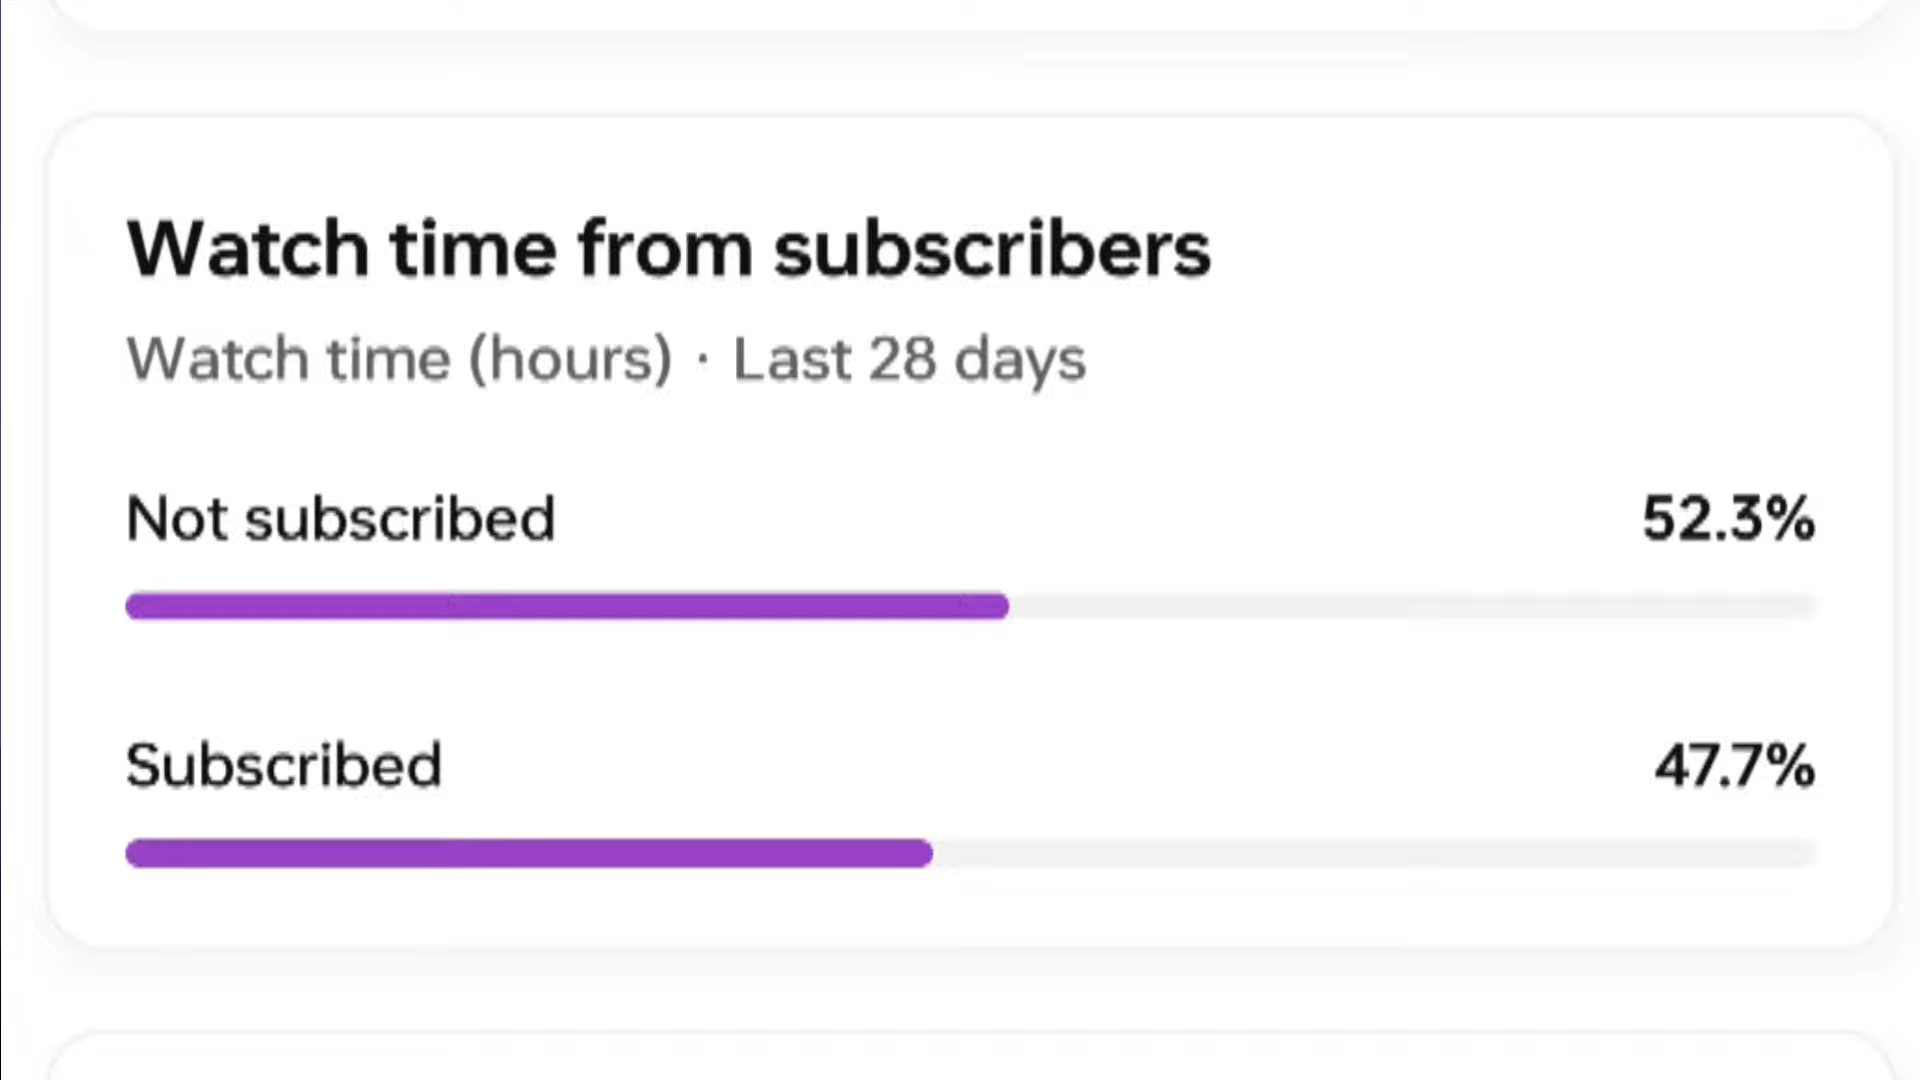 Watch time from subscribers
Watch time (hours) · Last 28 days
Not subscribed 52.3%
Subscribed 47.7%